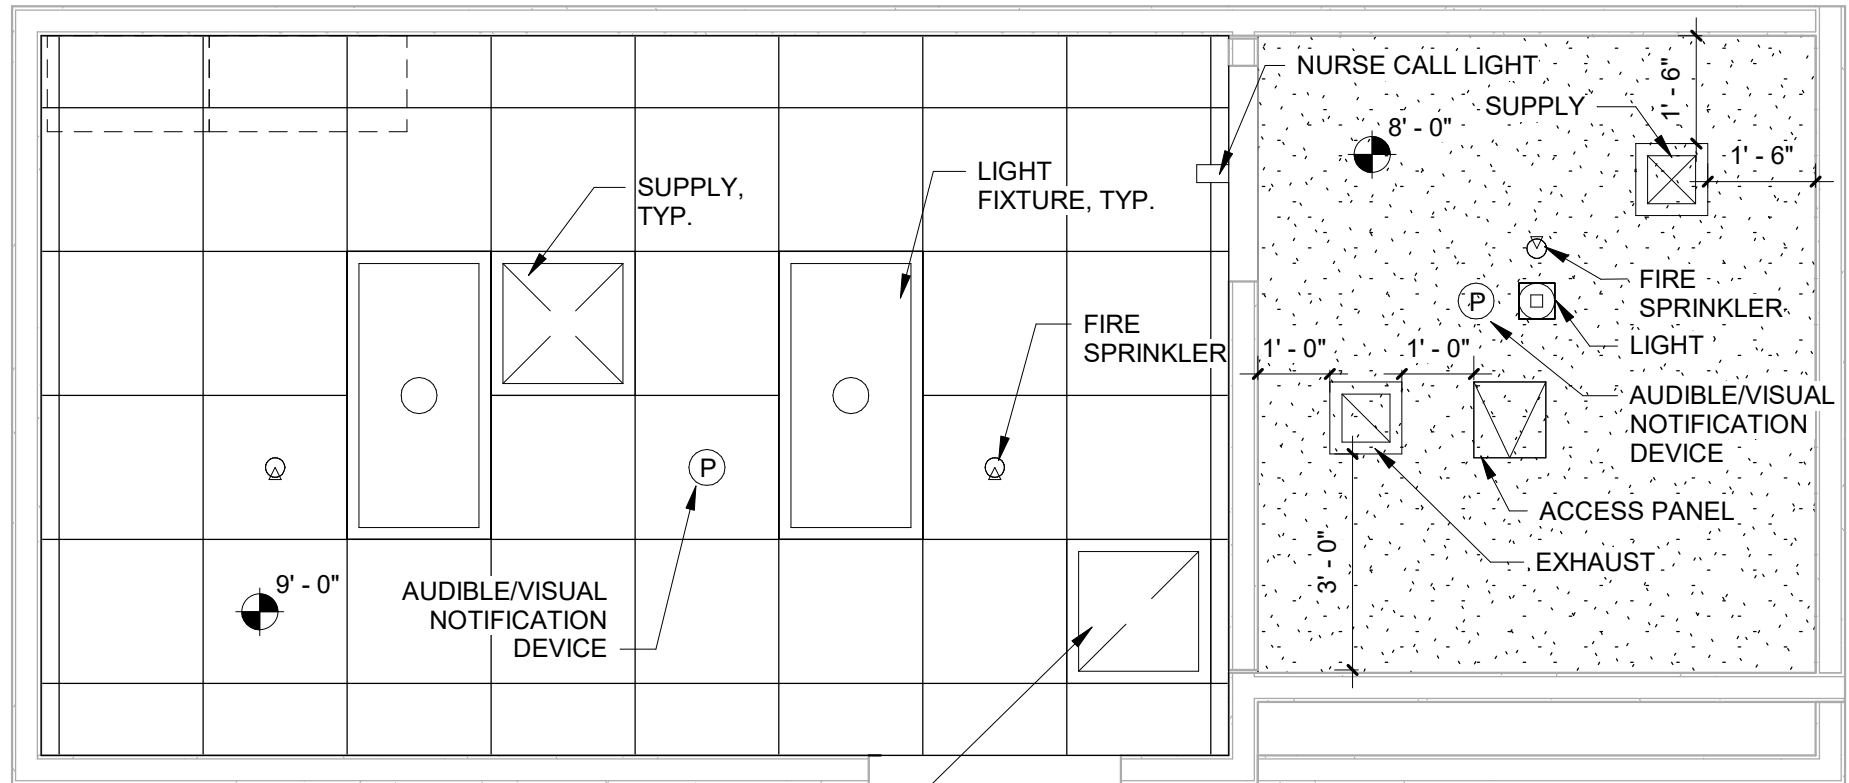 NURSE CALL LIGHT
SUPPLY
1' - 6"
8' - 0"
1' - 6"
SUPPLY,
TYP.
LIGHT
FIXTURE, TYP.
FIRE
SPRINKLER
P
LIGHT
FIRE
SPRINKLER
1' - 0"
1' - 0"
AUDIBLE/VISUAL
NOTIFICATION
DEVICE
P
ACCESS PANEL
EXHAUST
3' - 0"
9' - 0"
AUDIBLE/VISUAL
NOTIFICATION
DEVICE